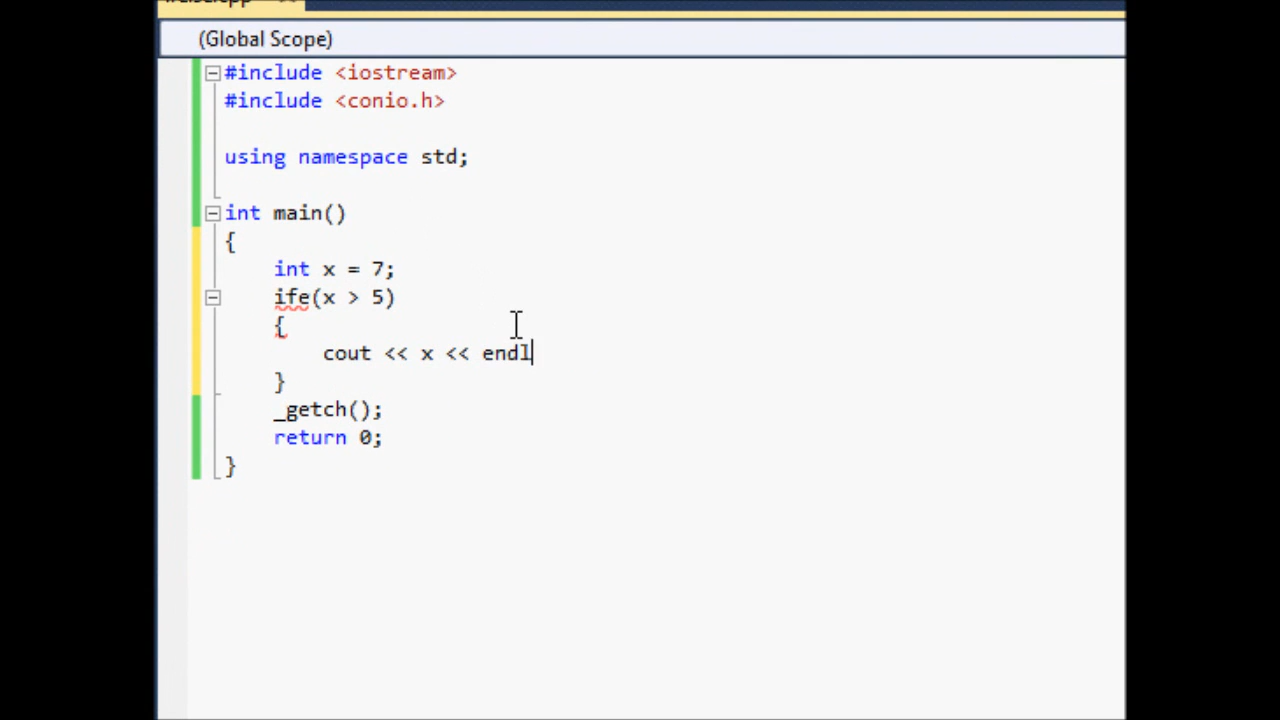 (Global Scope)
#include <iostream>
#include <conio.h>
using namespace std;
int main()
{
int x = 7;
ife(x > 5)
{
cout << x << endl
}
_getch();
return 0;
}